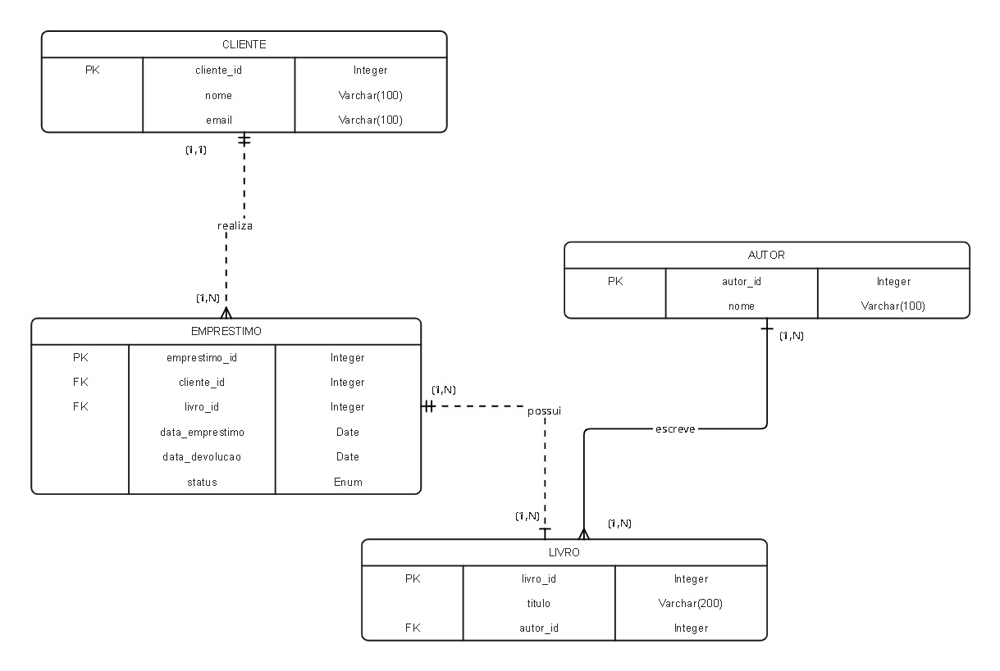 CLIENTE
PK cliente_id Integer
nome Varchar(100)
email Varchar(100)
(1,1)
realiza
(1,N)
EMPRESTIMO
PK emprestimo_id Integer
FK cliente_id Integer
FK livro_id Integer
data_emprestimo Date
data_devolucao Date
status Enum
(1,N)
possui
(1,N)
AUTOR
PK autor_id Integer
nome Varchar(100)
(1,N)
escreve
(1,N)
LIVRO
PK livro_id Integer
titulo Varchar(200)
FK autor_id Integer